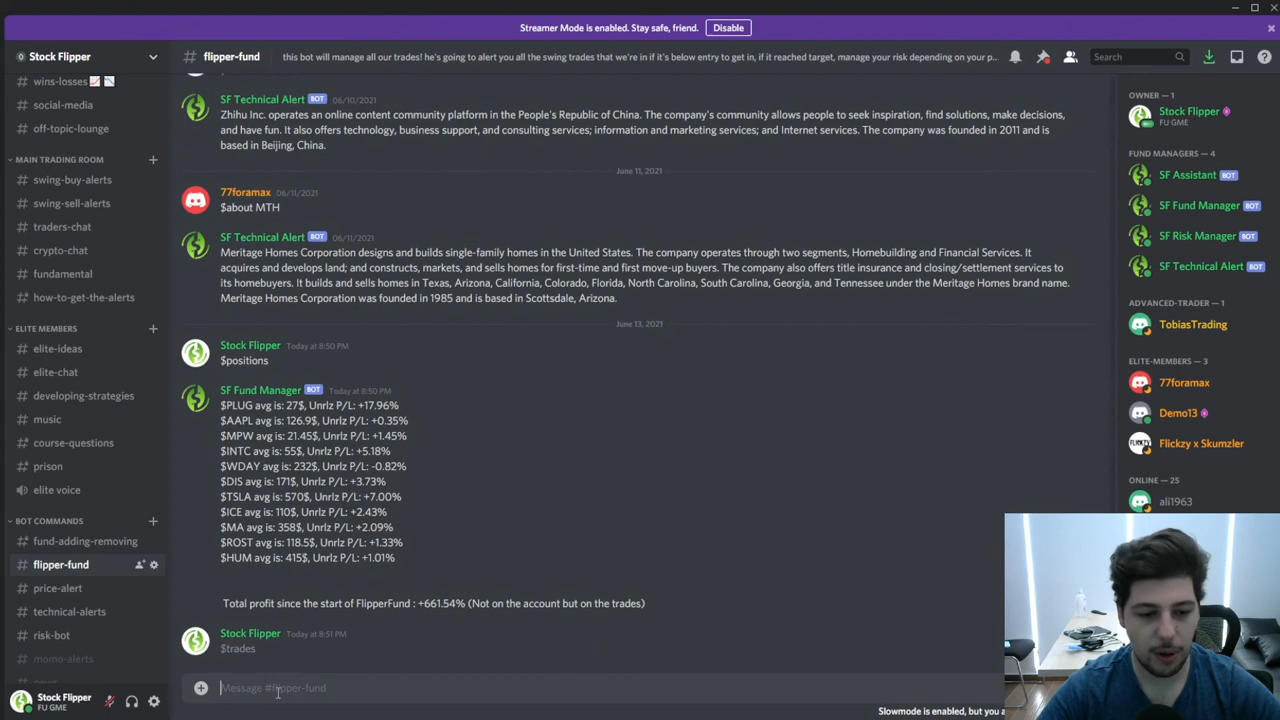 Streamer Mode is enabled. Stay safe, friend. Disable
Stock Flipper
# flipper-fund this bot will manage all our trades! he's going to alert you all the swing trades that we're in if it's below entry to get in, if it reached target, manage your risk depending on your p... Search
wins-losses
# social-media
# off-topic-lounge
MAIN TRADING ROOM
# swing-buy-alerts
# swing-sell-alerts
# traders-chat
# crypto-chat
# fundamental
# how-to-get-the-alerts
ELITE MEMBERS
# elite-ideas
# elite-chat
# developing-strategies
# music
# course-questions
# prison
elite voice
BOT COMMANDS
# fund-adding-removing
# flipper-fund
# price-alert
# technical-alerts
# risk-bot
# momo-alerts
Stock Flipper
FU GME
SF Technical Alert BOT 06/10/2021
Zhihu Inc. operates an online content community platform in the People's Republic of China. The company's community allows people to seek inspiration, find solutions, make decisions,
and have fun. It also offers technology, business support, and consulting services; information and marketing services; and Internet services. The company was founded in 2011 and is
based in Beijing, China.
June 11, 2021
77foramax 06/11/2021
$about MTH
SF Technical Alert BOT 06/11/2021
Meritage Homes Corporation designs and builds single-family homes in the United States. The company operates through two segments, Homebuilding and Financial Services. It
acquires and develops land; and constructs, markets, and sells homes for first-time and first move-up buyers. The company also offers title insurance and closing/settlement services to
its homebuyers. It builds and sells homes in Texas, Arizona, California, Colorado, Florida, North Carolina, South Carolina, Georgia, and Tennessee under the Meritage Homes brand name.
Meritage Homes Corporation was founded in 1985 and is based in Scottsdale, Arizona.
June 13, 2021
Stock Flipper Today at 8:50 PM
$positions
SF Fund Manager BOT Today at 8:50 PM
$PLUG avg is: 27$, Unrlz P/L: +17.96%
$AAPL avg is: 126.9$, Unrlz P/L: +0.35%
$MPW avg is: 21.45$, Unrlz P/L: +1.45%
$INTC avg is: 55$, Unrlz P/L: +5.18%
$WDAY avg is: 232$, Unrlz P/L: -0.82%
$DIS avg is: 171$, Unrlz P/L: +3.73%
$TSLA avg is: 570$, Unrlz P/L: +7.00%
$ICE avg is: 110$, Unrlz P/L: +2.43%
$MA avg is: 358$, Unrlz P/L: +2.09%
$ROST avg is: 118.5$, Unrlz P/L: +1.33%
$HUM avg is: 415$, Unrlz P/L: +1.01%
Total profit since the start of FlipperFund : +661.54% (Not on the account but on the trades)
Stock Flipper Today at 8:51 PM
$trades
Message #flipper-fund
Slowmode is enabled, but you a
OWNER — 1
Stock Flipper
FU GME
FUND MANAGERS — 4
SF Assistant BOT
SF Fund Manager BOT
SF Risk Manager BOT
SF Technical Alert BOT
ADVANCED-TRADER — 1
TobiasTrading
ELITE-MEMBERS — 3
77foramax
Demo13
Flickzy x Skumzler
ONLINE — 25
ali1963